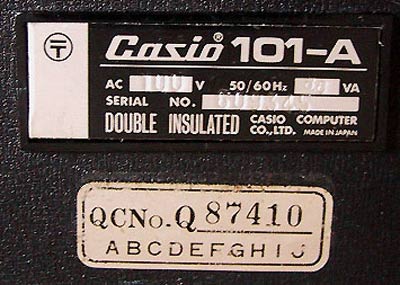 Casio® 101-A
AC 100 V 50/60Hz VA
SERIAL NO.
DOUBLE INSULATED CASIO COMPUTER
CO.,LTD. MADE IN JAPAN
QCNo.Q 87410
ABCDEFGHIJ